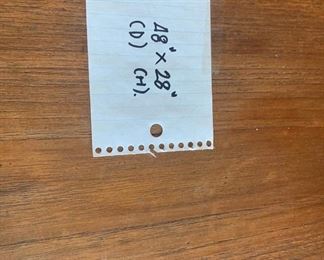 48" × 28"
(D) (H).